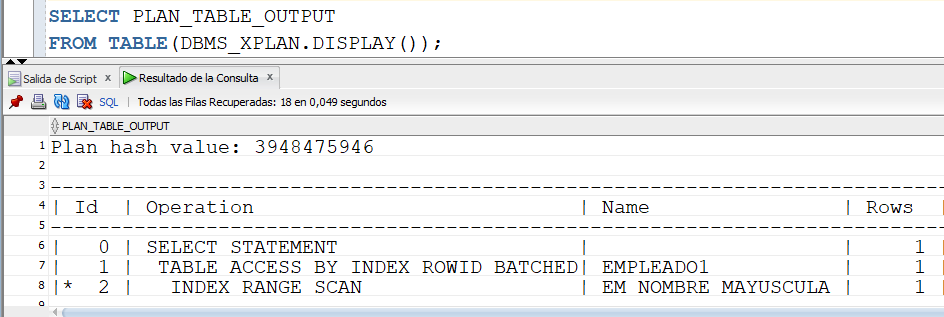 SELECT PLAN_TABLE_OUTPUT
FROM TABLE(DBMS_XPLAN.DISPLAY());
Salida de Script x Resultado de la Consulta x
SQL | Todas las Filas Recuperadas: 18 en 0,049 segundos
PLAN_TABLE_OUTPUT
1 Plan hash value: 3948475946
2
3 --------------------------------------------------------------------------
4 | Id | Operation | Name | Rows |
5 --------------------------------------------------------------------------
6 | 0 | SELECT STATEMENT | | 1 |
7 | 1 | TABLE ACCESS BY INDEX ROWID BATCHED| EMPLEADO1 | 1 |
8 |* 2 | INDEX RANGE SCAN | EM_NOMBRE_MAYUSCULA | 1 |
9